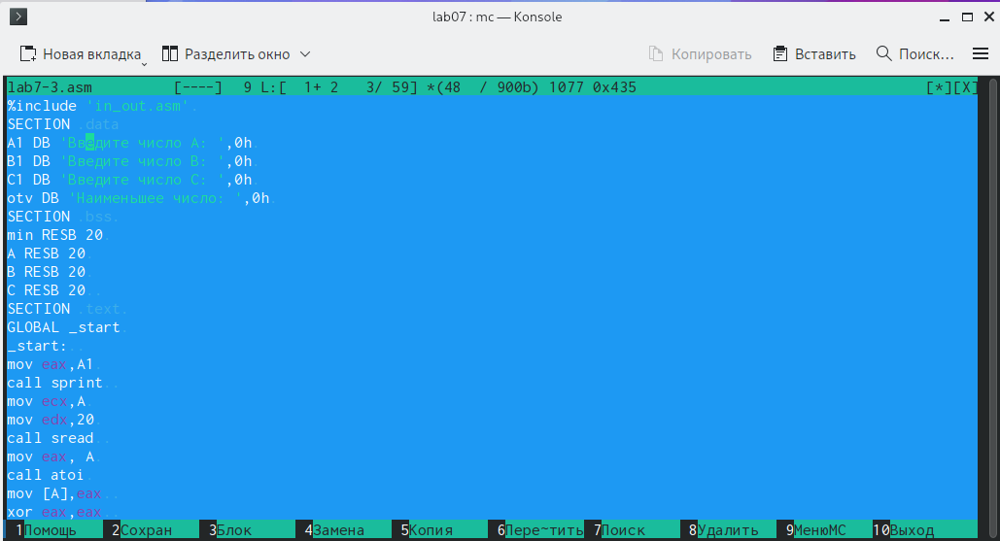 lab07 : mc — Konsole
Новая вкладка Разделить окно Копировать Вставить Поиск...
lab7-3.asm [----] 9 L:[ 1+ 2 3/ 59] *(48 / 900b) 1077 0x435 [*][X]
%include 'in_out.asm'.
SECTION .data
A1 DB 'Введите число A: ',0h
B1 DB 'Введите число B: ',0h.
C1 DB 'Введите число C: ',0h.
otv DB 'Наименьшее число: ',0h.
SECTION .bss.
min RESB 20.
A RESB 20.
B RESB 20.
C RESB 20..
SECTION .text.
GLOBAL _start.
_start:..
mov eax,A1.
call sprint..
mov ecx,A.
mov edx,20.
call sread..
mov eax, A.
call atoi.
mov [A],eax..
xor eax,eax..
1Помощь 2Сохран 3Блок 4Замена 5Копия 6Пере~тить 7Поиск 8Удалить 9МенюMC 10Выход